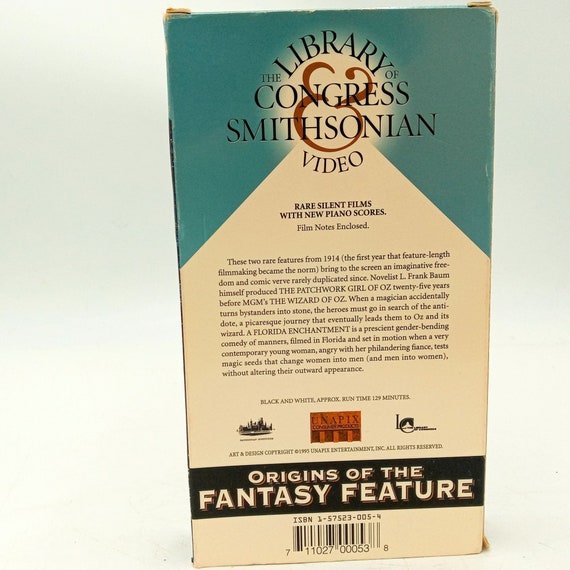 THE LIBRARY OF
CONGRESS
&
SMITHSONIAN
VIDEO
RARE SILENT FILMS
WITH NEW PIANO SCORES.
Film Notes Enclosed.
These two rare features from 1914 (the first year that feature-length
filmmaking became the norm) bring to the screen an imaginative free-
dom and comic verve rarely duplicated since. Novelist L. Frank Baum
himself produced THE PATCHWORK GIRL OF OZ twenty-five years
before MGM's THE WIZARD OF OZ. When a magician accidentally
turns bystanders into stone, the heroes must go in search of the anti-
dote, a picaresque journey that eventually leads them to Oz and its
wizard. A FLORIDA ENCHANTMENT is a prescient gender-bending
comedy of manners, filmed in Florida and set in motion when a very
contemporary young woman, angry with her philandering fiance, tests
magic seeds that change women into men (and men into women),
without altering their outward appearance.
BLACK AND WHITE, APPROX. RUN TIME 129 MINUTES.
UNAPIX
CONSUMER PRODUCTS
LC
ART & DESIGN COPYRIGHT ©1995 UNAPIX ENTERTAINMENT, INC. ALL RIGHTS RESERVED.
ORIGINS OF THE
FANTASY FEATURE
ISBN 1-57523-005-4
7 11027 00053 8